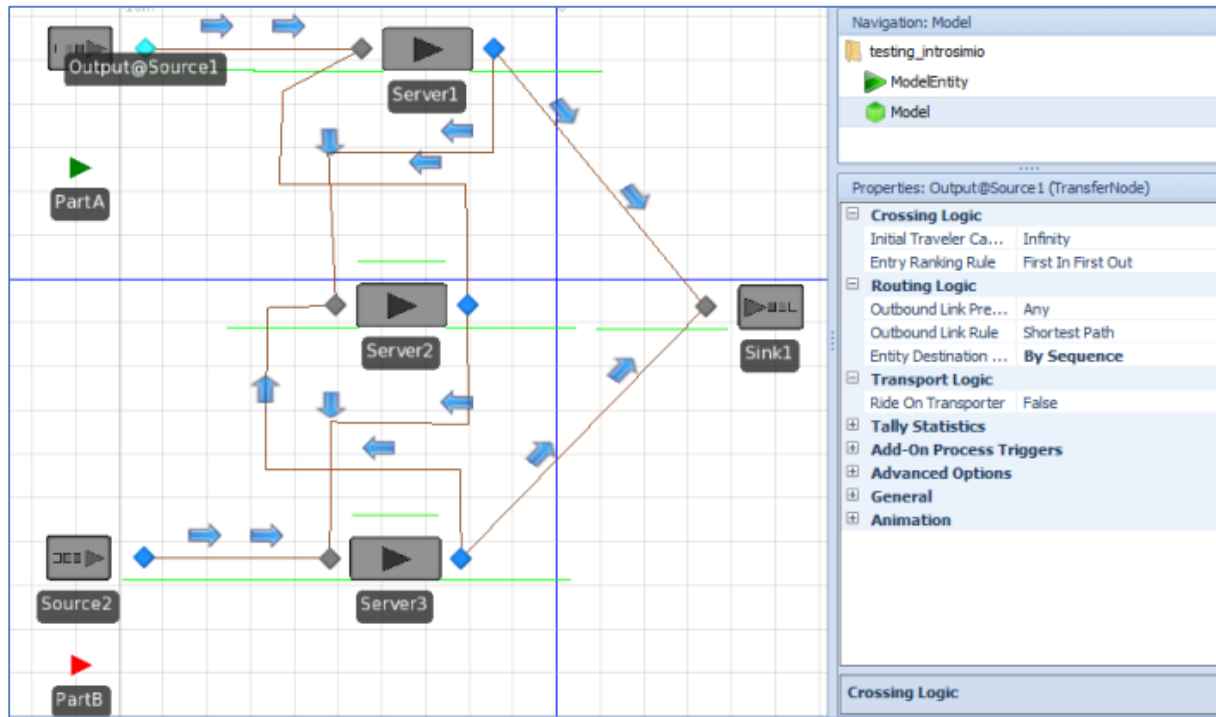 Output@Source1
Server1
PartA
Server2
Sink1
Source2
Server3
PartB
Navigation: Model
testing_introsimio
ModelEntity
Model
Properties: Output@Source1 (TransferNode)
Crossing Logic
Initial Traveler Ca... Infinity
Entry Ranking Rule First In First Out
Routing Logic
Outbound Link Pre... Any
Outbound Link Rule Shortest Path
Entity Destination ... By Sequence
Transport Logic
Ride On Transporter False
Tally Statistics
Add-On Process Triggers
Advanced Options
General
Animation
Crossing Logic